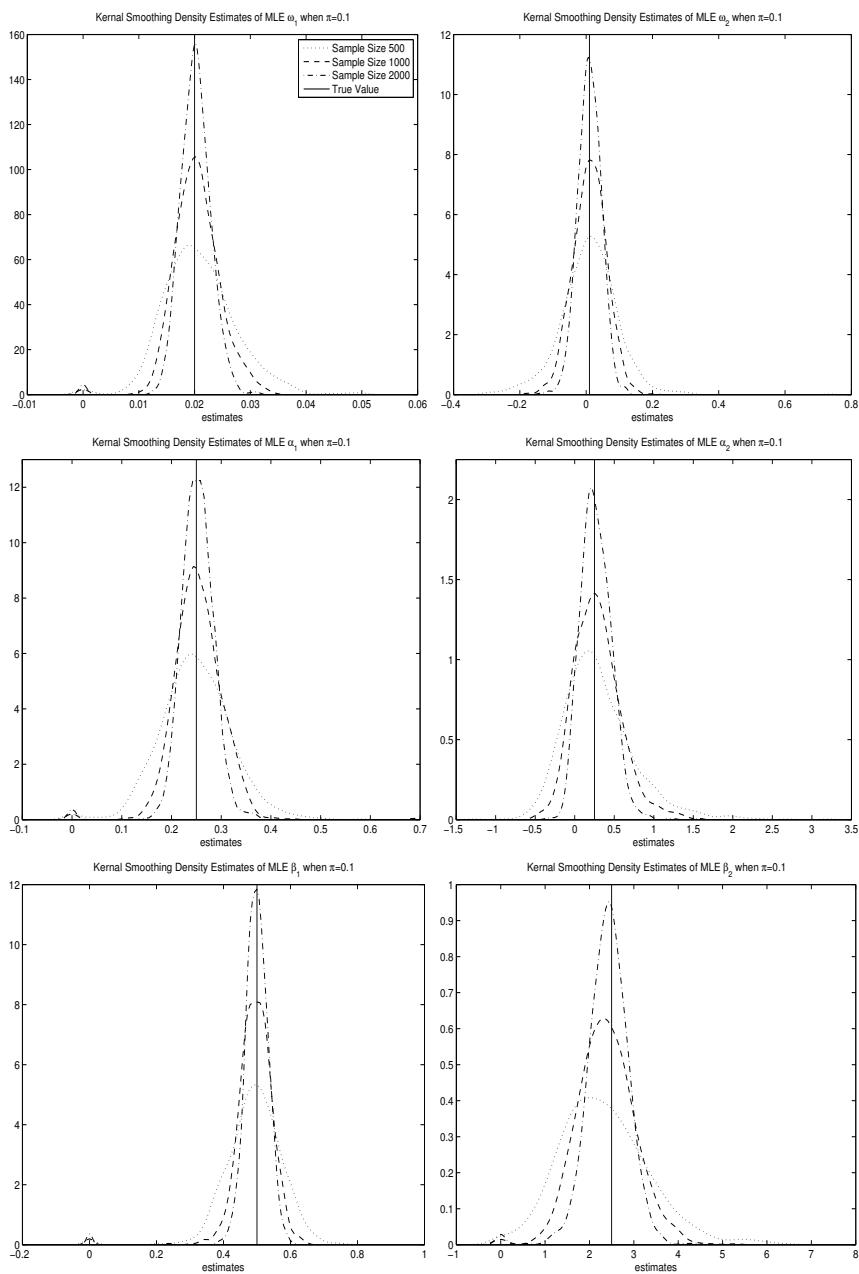 Kernal Smoothing Density Estimates of MLE ω₁ when π=0.1
160
140
120
100
80
60
40
20
0
−0.01 0 0.01 0.02 0.03 0.04 0.05 0.06
estimates
Sample Size 500
Sample Size 1000
Sample Size 2000
True Value
Kernal Smoothing Density Estimates of MLE ω₂ when π=0.1
12
10
8
6
4
2
0
−0.4 −0.2 0 0.2 0.4 0.6 0.8
estimates
Kernal Smoothing Density Estimates of MLE α₁ when π=0.1
12
10
8
6
4
2
0
−0.1 0 0.1 0.2 0.3 0.4 0.5 0.6 0.7
estimates
Kernal Smoothing Density Estimates of MLE α₂ when π=0.1
2
1.5
1
0.5
0
−1.5 −1 −0.5 0 0.5 1 1.5 2 2.5 3 3.5
estimates
Kernal Smoothing Density Estimates of MLE β₁ when π=0.1
12
10
8
6
4
2
0
−0.2 0 0.2 0.4 0.6 0.8 1
estimates
Kernal Smoothing Density Estimates of MLE β₂ when π=0.1
1
0.9
0.8
0.7
0.6
0.5
0.4
0.3
0.2
0.1
0
−1 0 1 2 3 4 5 6 7 8
estimates